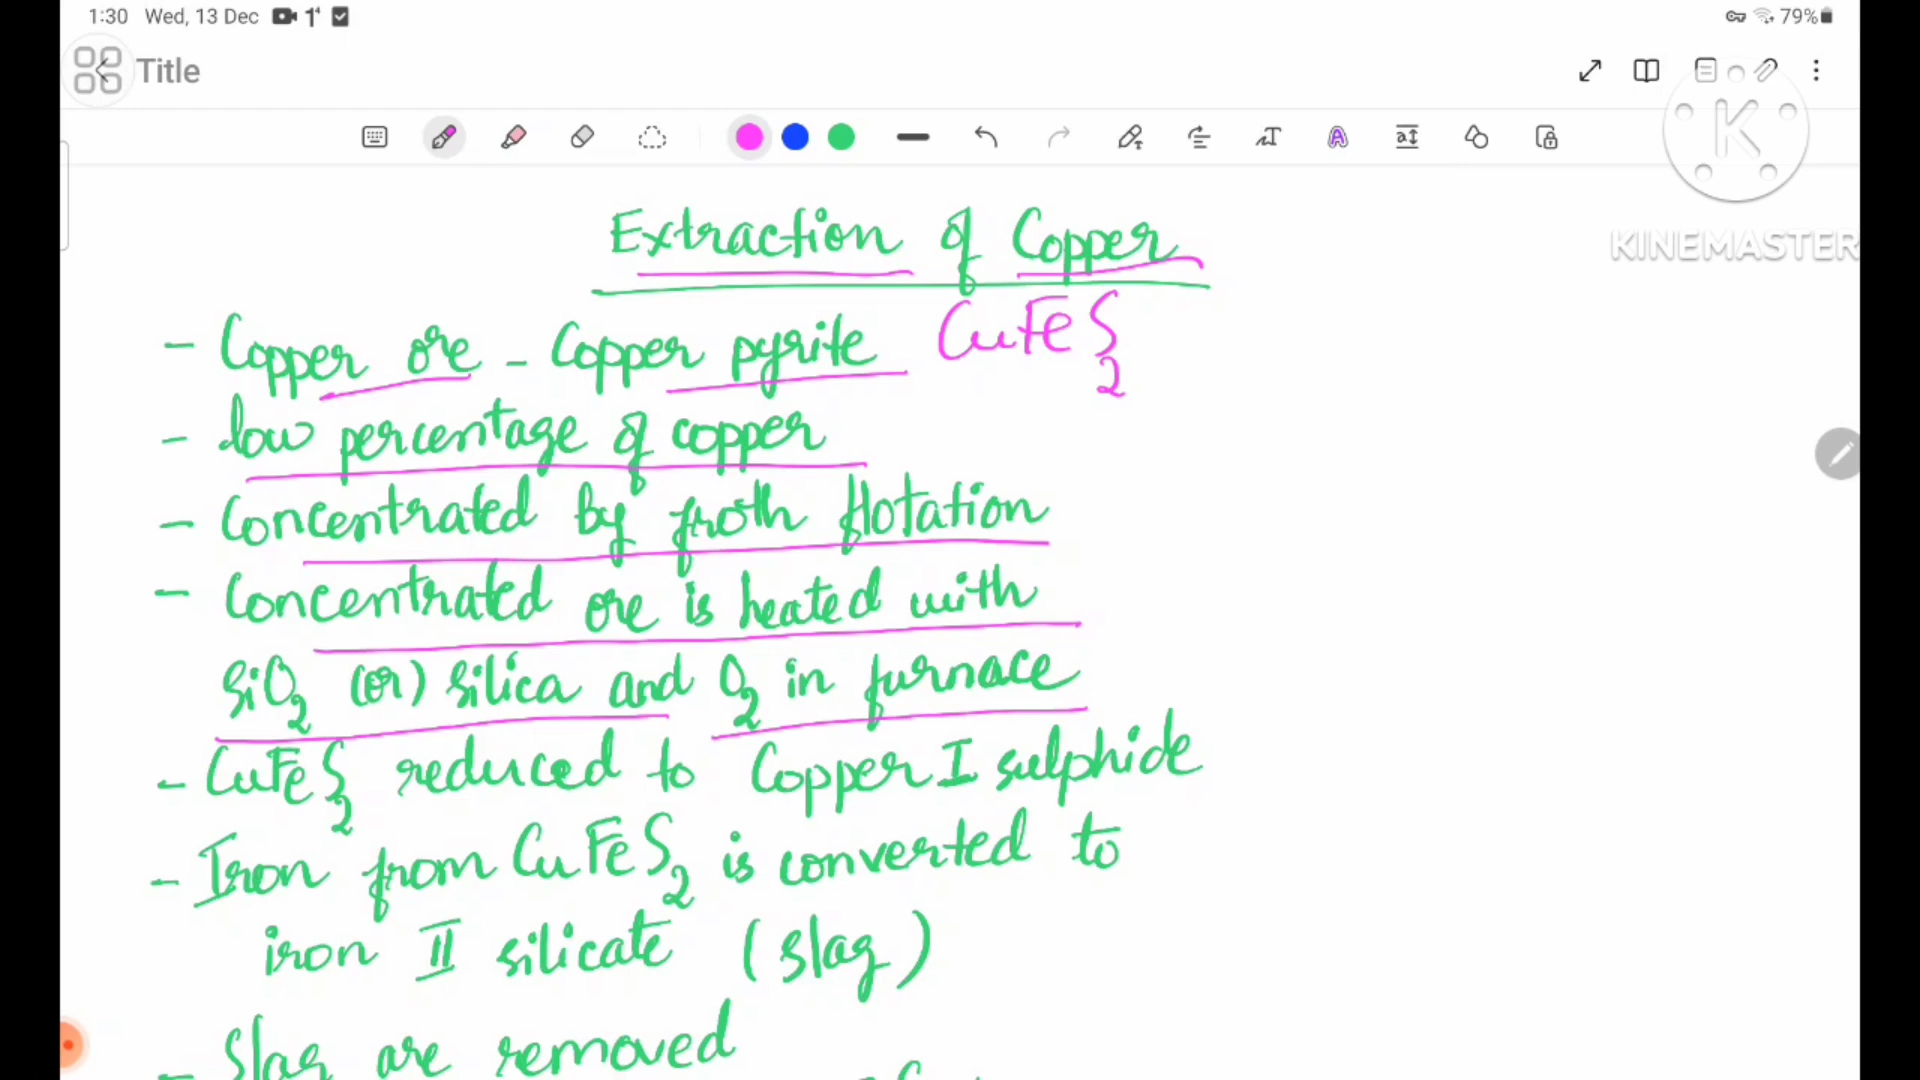 1:30 Wed, 13 Dec 79%
Title
KINEMASTER
Extraction of Copper
- Copper ore - Copper pyrite CuFeS2
- low percentage of copper
- Concentrated by froth flotation
- Concentrated ore is heated with
SiO2 (or) silica and O2 in furnace
- CuFeS2 reduced to Copper I sulphide
- Iron from CuFeS2 is converted to
iron II silicate (slag)
- Slag are removed